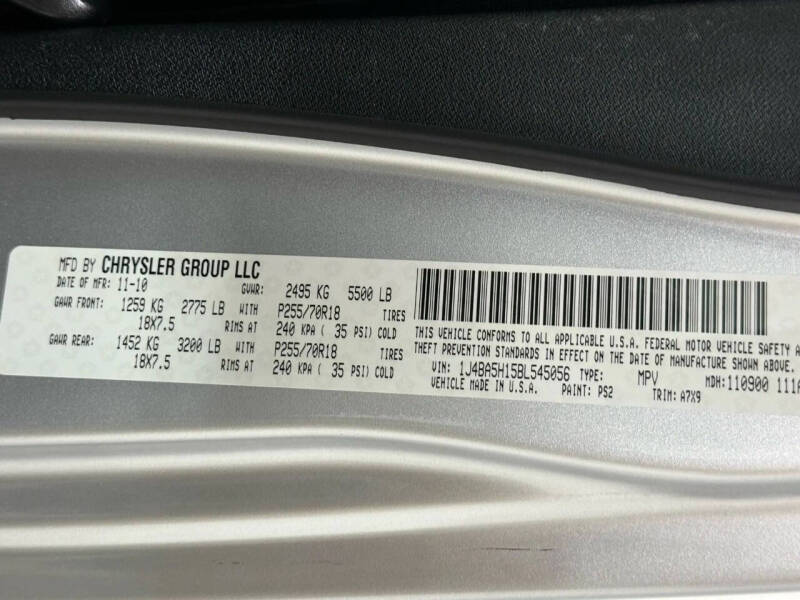 MFD BY CHRYSLER GROUP LLC
DATE OF MFR: 11-10 GVWR: 2495 KG 5500 LB
GAWR FRONT: 1259 KG 2775 LB WITH P255/70R18 TIRES
18X7.5 RIMS AT 240 KPA ( 35 PSI) COLD
GAWR REAR: 1452 KG 3200 LB WITH P255/70R18 TIRES
18X7.5 RIMS AT 240 KPA ( 35 PSI) COLD
THIS VEHICLE CONFORMS TO ALL APPLICABLE U.S.A. FEDERAL MOTOR VEHICLE SAFETY A
THEFT PREVENTION STANDARDS IN EFFECT ON THE DATE OF MANUFACTURE SHOWN ABOVE.
VIN: 1J4BA5H15BL545056 TYPE: MPV MDH: 110900 111A
MADE IN U.S.A. PAINT: PS2 TRIM: A7X9